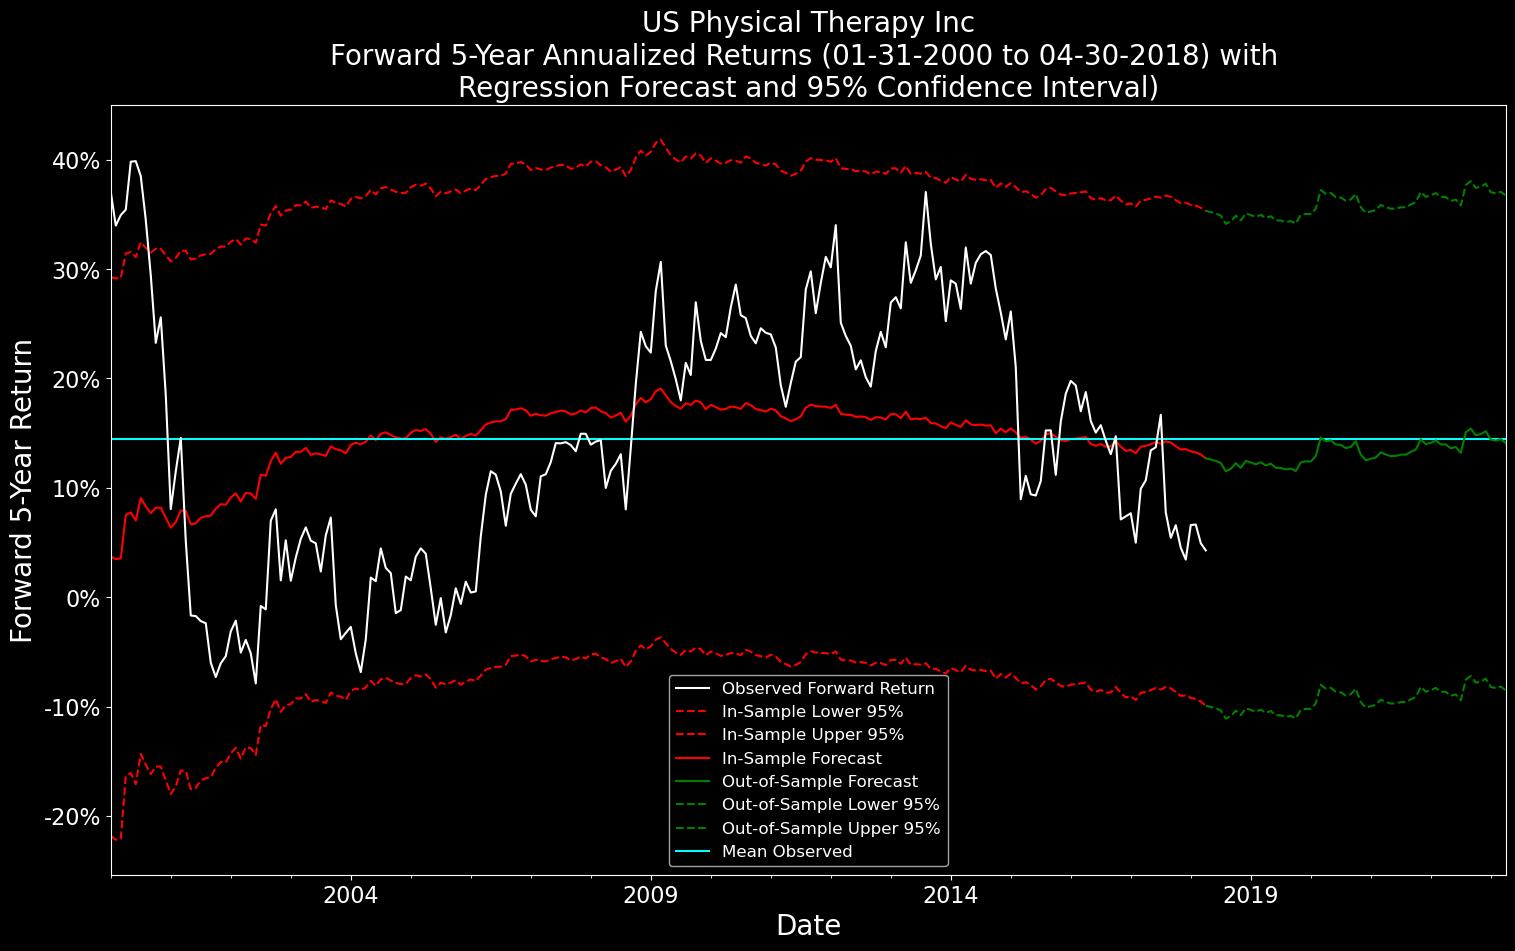 US Physical Therapy Inc
Forward 5-Year Annualized Returns (01-31-2000 to 04-30-2018) with
Regression Forecast and 95% Confidence Interval)
Forward 5-Year Return
40%
30%
20%
10%
0%
-10%
-20%
Observed Forward Return
In-Sample Lower 95%
In-Sample Upper 95%
In-Sample Forecast
Out-of-Sample Forecast
Out-of-Sample Lower 95%
Out-of-Sample Upper 95%
Mean Observed
2004 2009 2014 2019
Date